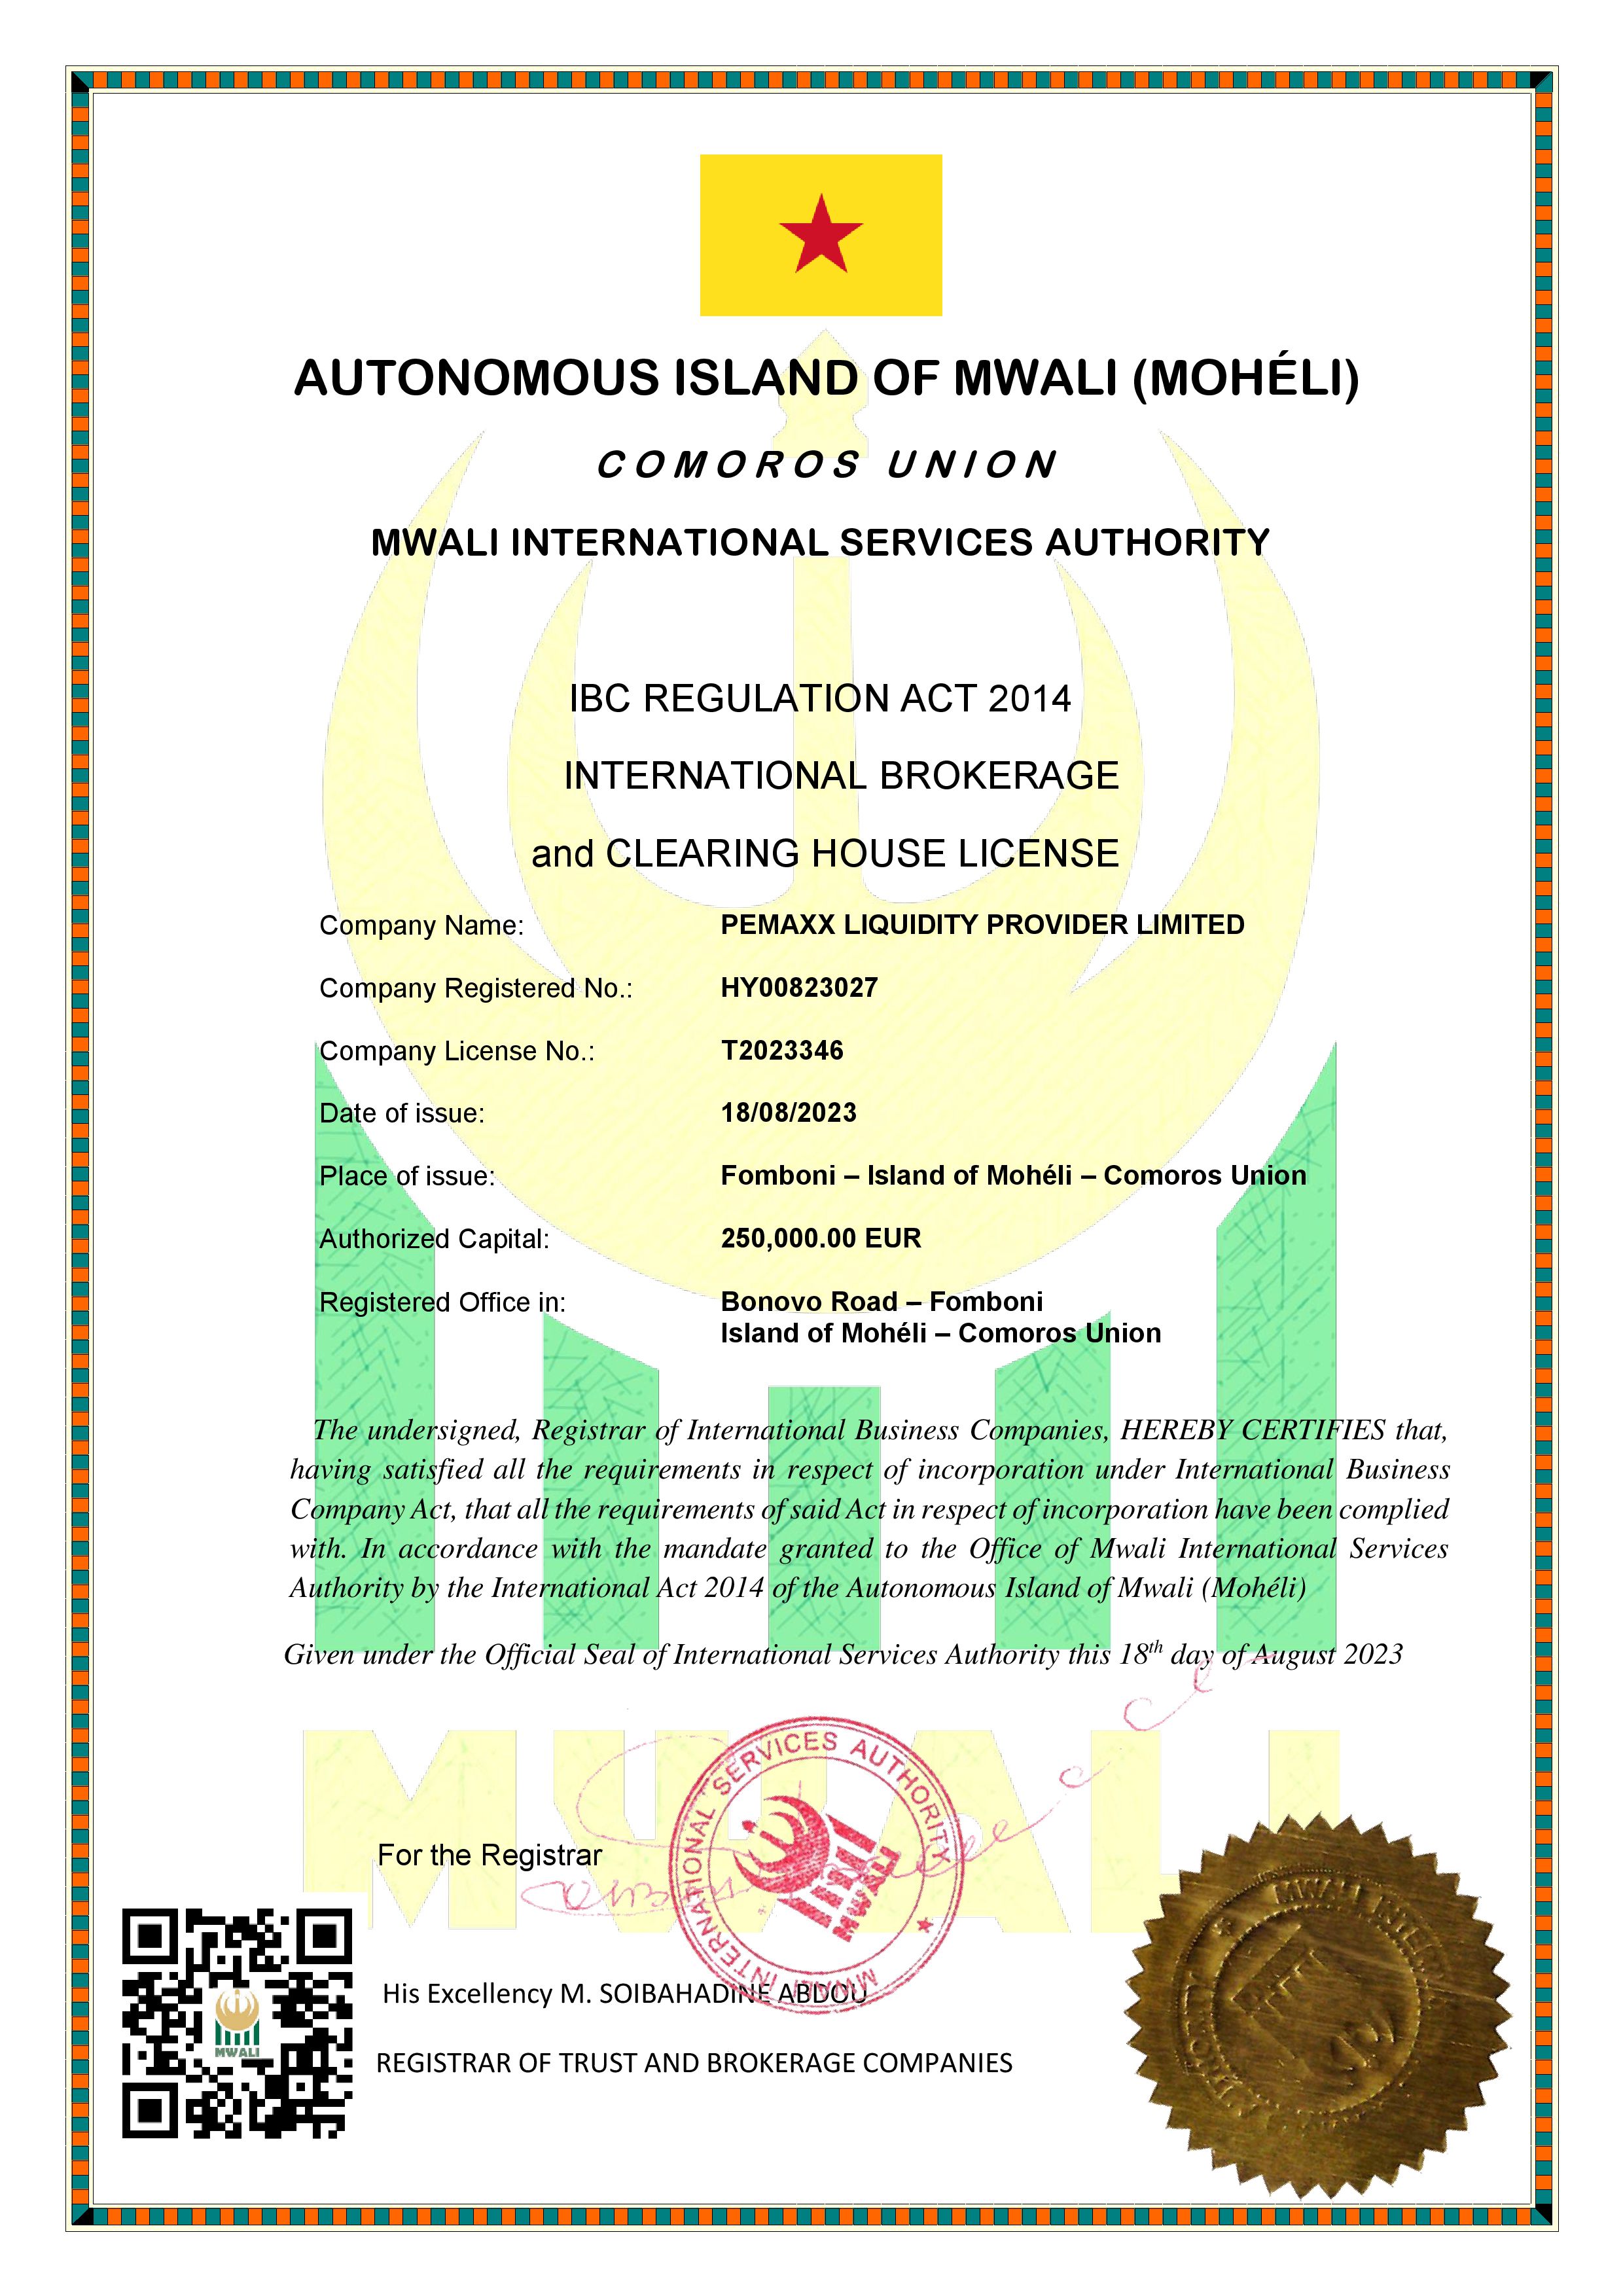 AUTONOMOUS ISLAND OF MWALI (MOHÉLI)
COMOROS UNION
MWALI INTERNATIONAL SERVICES AUTHORITY
IBC REGULATION ACT 2014
INTERNATIONAL BROKERAGE
and CLEARING HOUSE LICENSE
Company Name: PEMAXX LIQUIDITY PROVIDER LIMITED
Company Registered No.: HY00823027
Company License No.: T2023346
Date of issue: 18/08/2023
Place of issue: Fomboni – Island of Mohéli – Comoros Union
Authorized Capital: 250,000.00 EUR
Registered Office in: Bonovo Road – Fomboni
Island of Mohéli – Comoros Union
The undersigned, Registrar of International Business Companies, HEREBY CERTIFIES that,
having satisfied all the requirements in respect of incorporation under International Business
Company Act, that all the requirements of said Act in respect of incorporation have been complied
with. In accordance with the mandate granted to the Office of Mwali International Services
Authority by the International Act 2014 of the Autonomous Island of Mwali (Mohéli)
Given under the Official Seal of International Services Authority this 18th day of August 2023
MWALI
MWALI INTERNATIONAL SERVICES AUTHORITY
MWALI
For the Registrar
MWALI
His Excellency M. SOIBAHADINE ABDOU
REGISTRAR OF TRUST AND BROKERAGE COMPANIES
MWALI